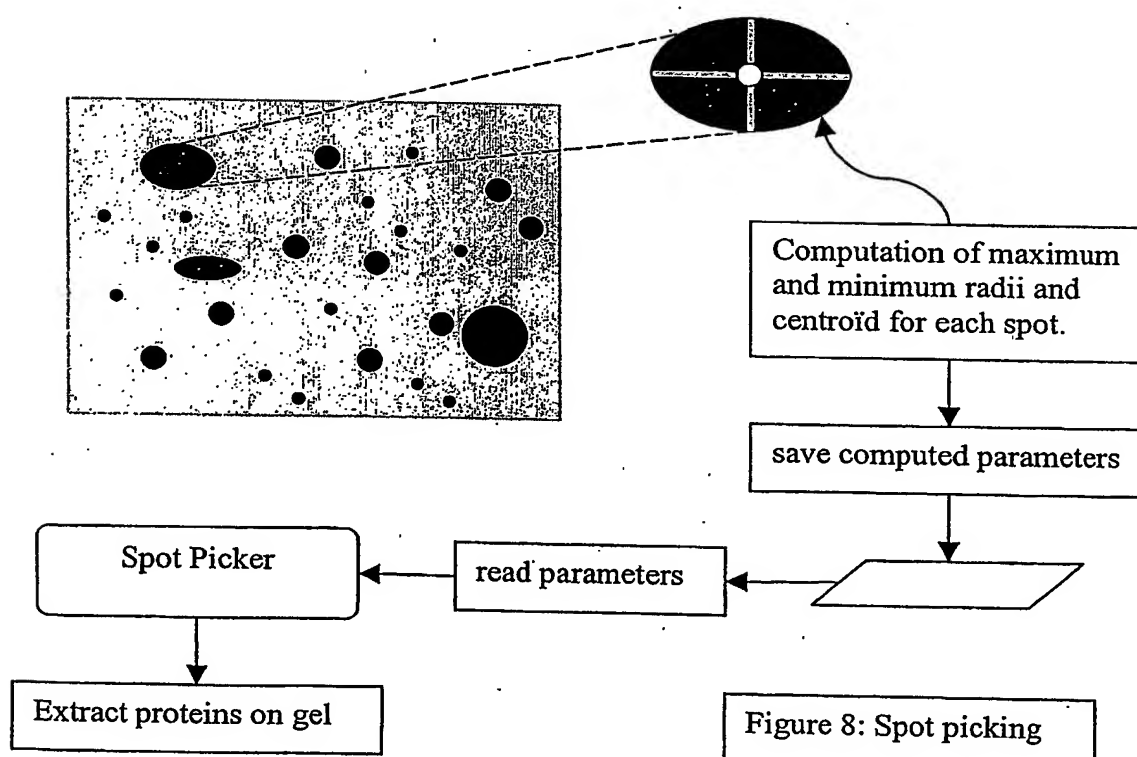 Computation of maximum
and minimum radii and
centroïd for each spot.
save computed parameters
read parameters
Spot Picker
Extract proteins on gel
Figure 8: Spot picking